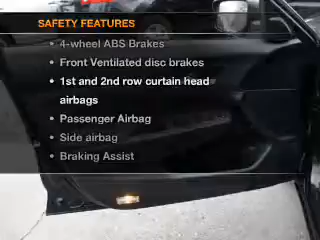 SAFETY FEATURES
• 4-wheel ABS Brakes
• Front Ventilated disc brakes
• 1st and 2nd row curtain head
airbags
• Passenger Airbag
• Side airbag
• Braking Assist